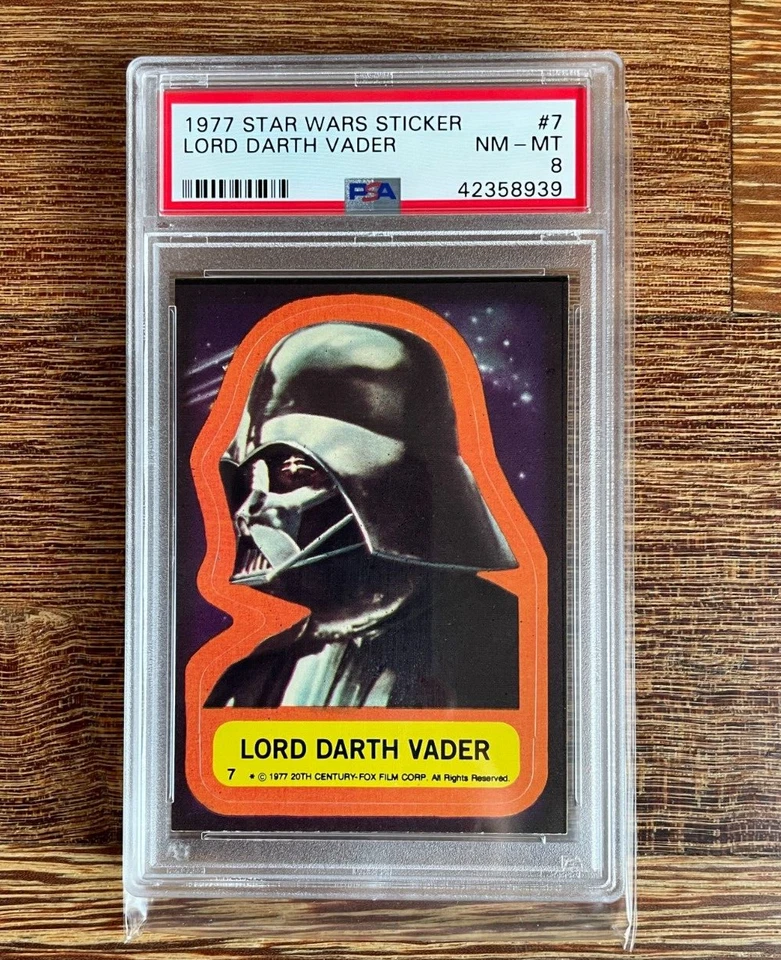 1977 STAR WARS STICKER #7
LORD DARTH VADER NM – MT
8
PSA 42358939
LORD DARTH VADER
7 * © 1977 20TH CENTURY-FOX FILM CORP. All Rights Reserved.